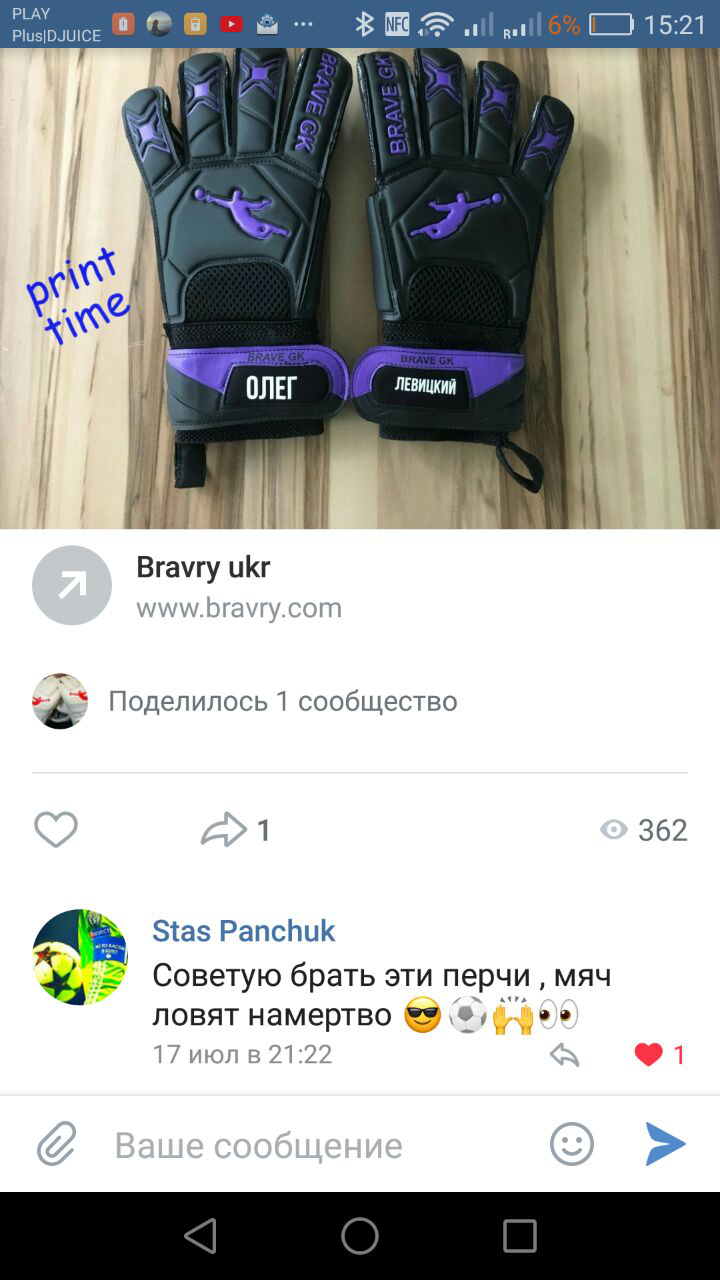 PLAY
Plus|DJUICE
6%
15:21
NFC
R
BRAVE GK
BRAVE GK
print
time
BRAVE GK
BRAVE GK
ОЛЕГ
ЛЕВИЦКИЙ
Bravry ukr
www.bravry.com
Поделилось 1 сообщество
1
362
Stas Panchuk
Советую брать эти перчи , мяч
ловят намертво 😎⚽🙌👀
17 июл в 21:22
1
Ваше сообщение